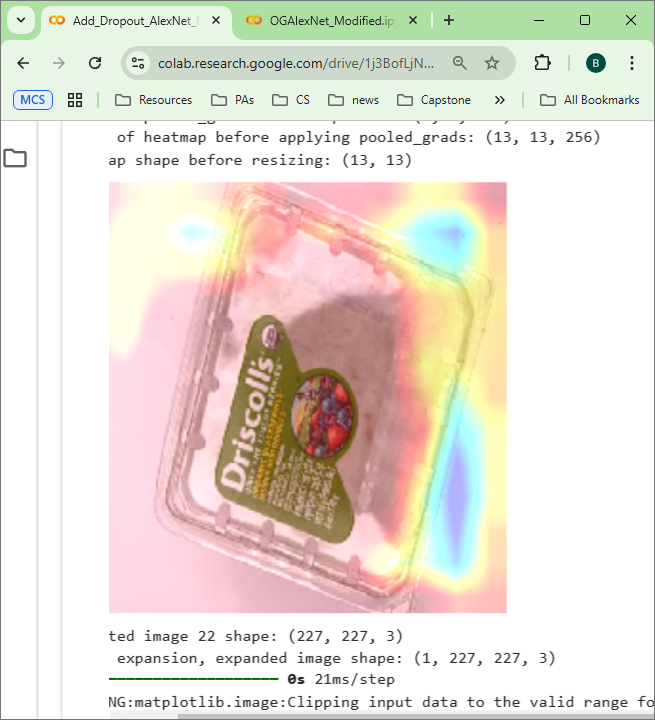 Add_Dropout_AlexNet_
OGAlexNet_Modified.ip
colab.research.google.com/drive/1j3BofLjN...
B
MCS
Resources
PAs
CS
news
Capstone
All Bookmarks
of heatmap before applying pooled_grads: (13, 13, 256)
ap shape before resizing: (13, 13)
Driscoll's
ted image 22 shape: (227, 227, 3)
expansion, expanded image shape: (1, 227, 227, 3)
0s 21ms/step
NG:matplotlib.image:Clipping input data to the valid range fo